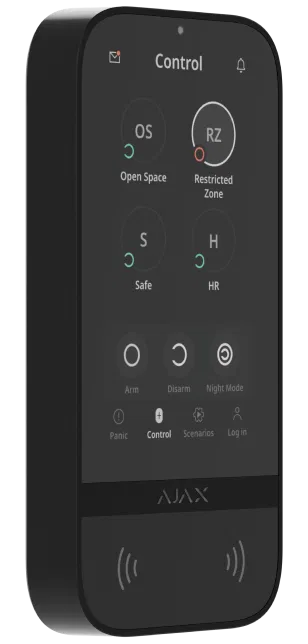 Control
OS
RZ
Open Space
Restricted
Zone
S
H
Safe
HR
Arm
Disarm
Night Mode
Panic
Control
Scenarios
Log in
AJAX